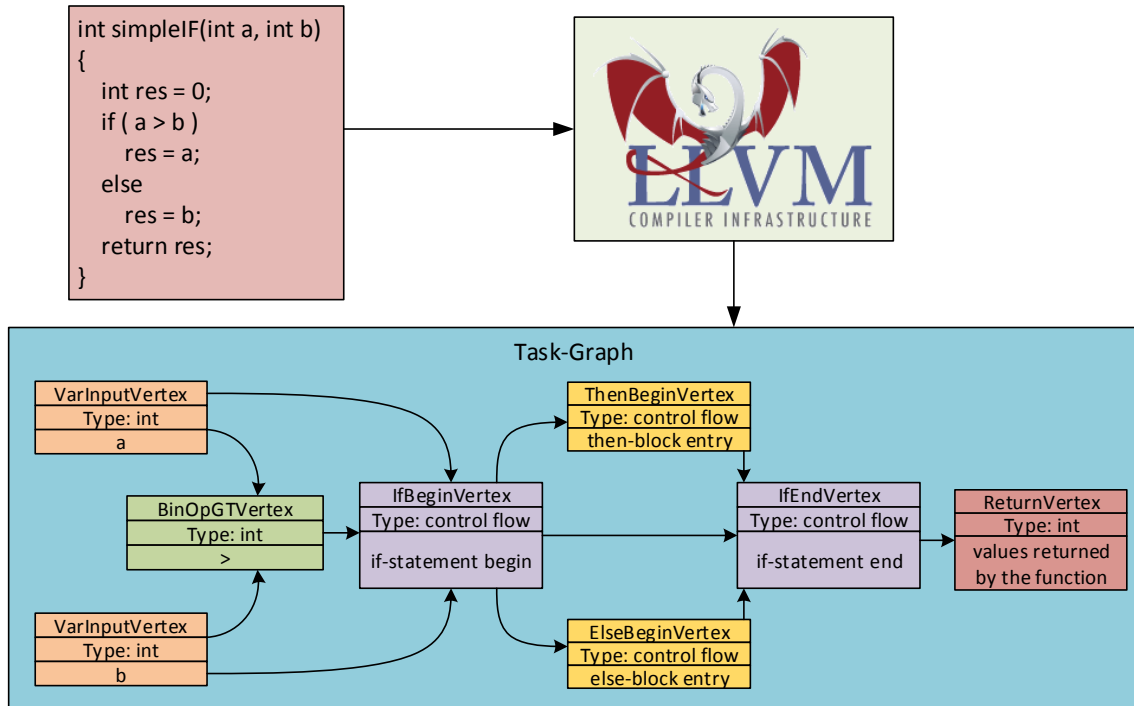 int simpleIF(int a, int b)
{
int res = 0;
if ( a > b )
res = a;
else
res = b;
return res;
}
LLVM
COMPILER INFRASTRUCTURE
Task-Graph
VarInputVertex
Type: int
a
BinOpGTVertex
Type: int
>
VarInputVertex
Type: int
b
IfBeginVertex
Type: control flow
if-statement begin
ThenBeginVertex
Type: control flow
then-block entry
ElseBeginVertex
Type: control flow
else-block entry
IfEndVertex
Type: control flow
if-statement end
ReturnVertex
Type: int
values returned
by the function